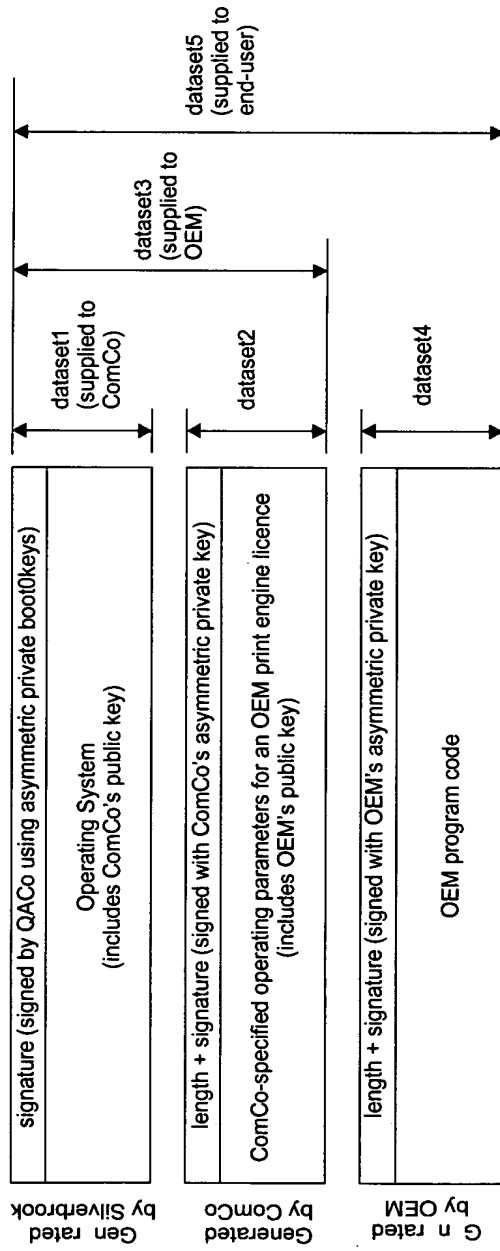 signature (signed by QACo using asymmetric private boot0keys)
Operating System
(includes ComCo's public key)
Gen rated
by Silverbrook
dataset1
(supplied to
ComCo)
length + signature (signed with ComCo's asymmetric private key)
ComCo-specified operating parameters for an OEM print engine licence
(includes OEM's public key)
Generated
by ComCo
dataset2
dataset3
(supplied to
OEM)
length + signature (signed with OEM's asymmetric private key)
OEM program code
G n rated
by OEM
dataset4
dataset5
(supplied to
end-user)